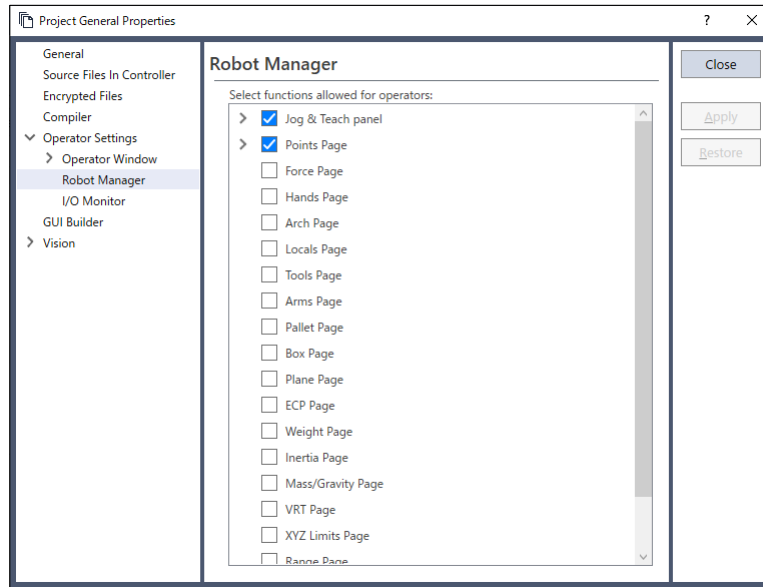 Project General Properties
?
General
Source Files In Controller
Encrypted Files
Compiler
Operator Settings
Operator Window
Robot Manager
I/O Monitor
GUI Builder
Vision
Robot Manager
Select functions allowed for operators:
Jog & Teach panel
Points Page
Force Page
Hands Page
Arch Page
Locals Page
Tools Page
Arms Page
Pallet Page
Box Page
Plane Page
ECP Page
Weight Page
Inertia Page
Mass/Gravity Page
VRT Page
XYZ Limits Page
Range Page
Close
Apply
Restore